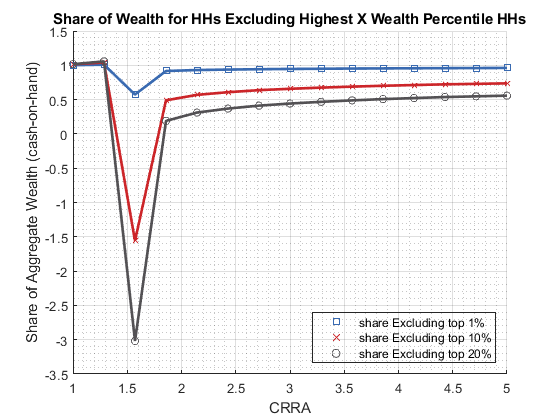 Share of Wealth for HHs Excluding Highest X Wealth Percentile HHs
1.5
1
0.5
0
-0.5
-1
-1.5
-2
-2.5
-3
-3.5
Share of Aggregate Wealth (cash-on-hand)
share Excluding top 1%
share Excluding top 10%
share Excluding top 20%
1 1.5 2 2.5 3 3.5 4 4.5 5
CRRA